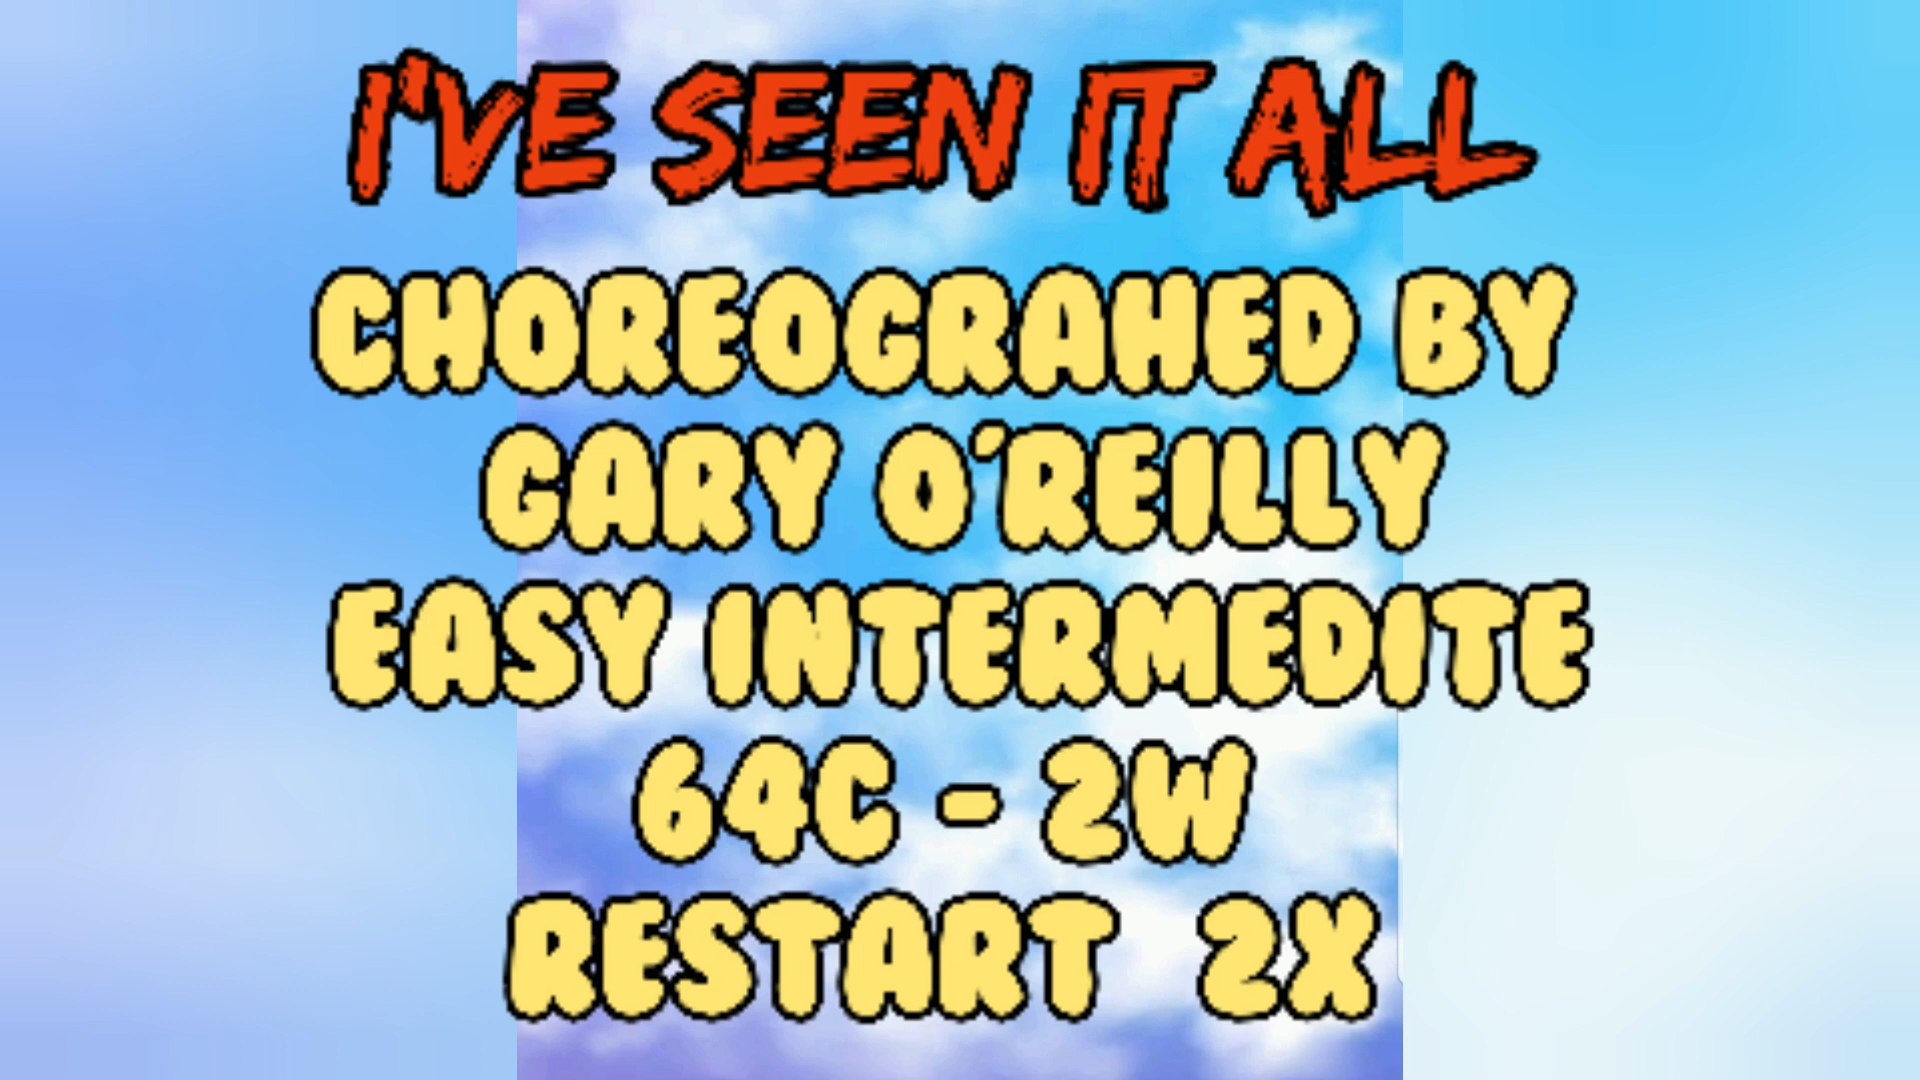 I'VE SEEN IT ALL
CHOREOGRAHED BY
GARY O'REILLY
EASY INTERMEDITE
64C - 2W
RESTART 2X